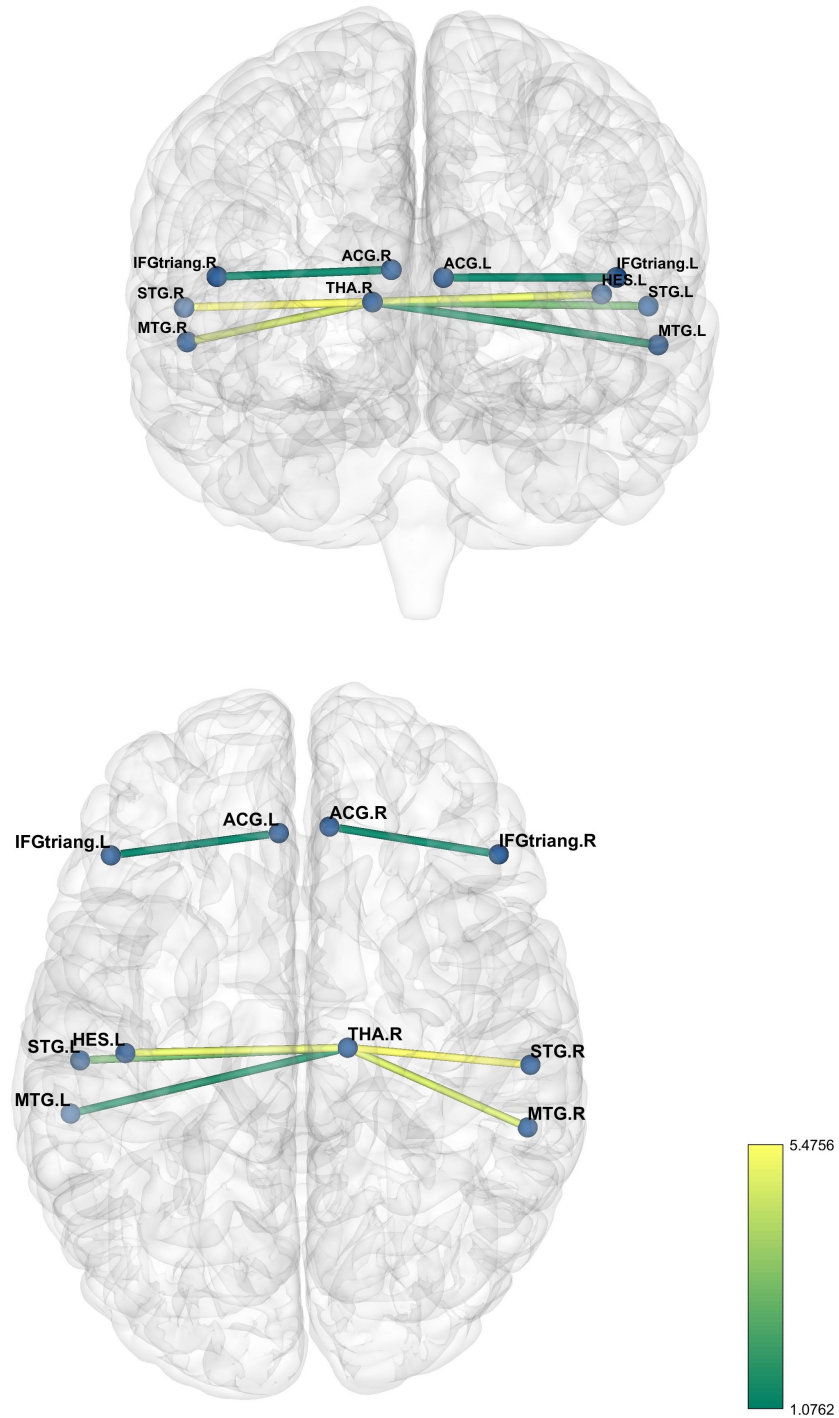 IFGtriang.R
ACG.R
ACG.L
IFGtriang.L
HES.L
STG.R
THA.R
STG.L
MTG.R
MTG.L
ACG.L
ACG.R
IFGtriang.L
IFGtriang.R
STG.L
HES.L
THA.R
STG.R
MTG.L
MTG.R
5.4756
1.0762